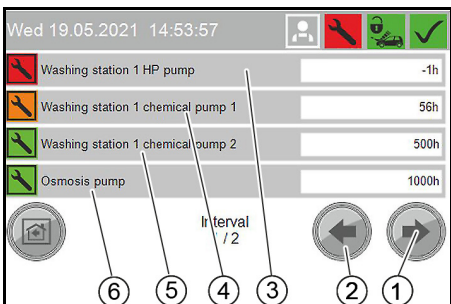 Wed 19.05.2021 14:53:57
Washing station 1 HP pump -1h
Washing station 1 chemical pump 1 56h
Washing station 1 chemical pump 2 500h
Osmosis pump 1000h
Interval
/ 2
6 5 4 3 2 1